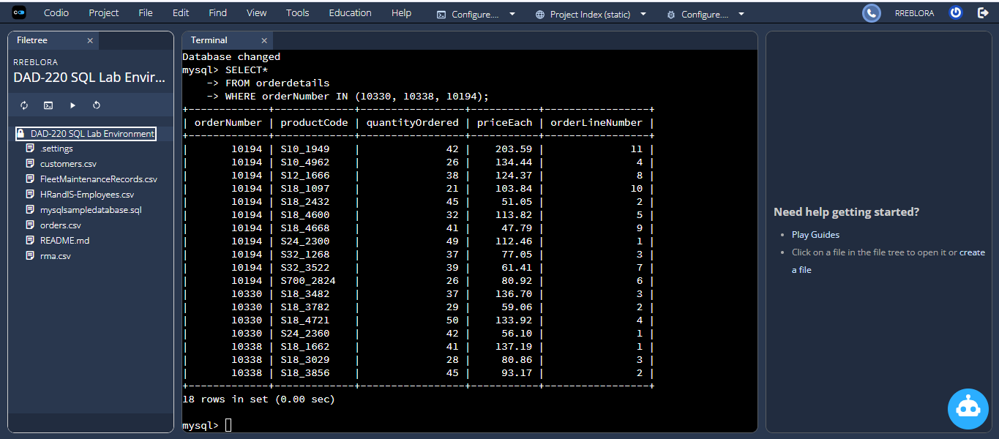 Codio Project File Edit Find View Tools Education Help Configure.... Project Index (static) Configure.... RREBLORA
Filetree ×
RREBLORA
DAD-220 SQL Lab Envir...
DAD-220 SQL Lab Environment
.settings
customers.csv
FleetMaintenanceRecords.csv
HRandIS-Employees.csv
mysqlsampledatabase.sql
orders.csv
README.md
rma.csv
Terminal ×
Database changed
mysql> SELECT*
    -> FROM orderdetails
    -> WHERE orderNumber IN (10330, 10338, 10194);
+-------------+-------------+-----------------+-----------+-----------------+
| orderNumber | productCode | quantityOrdered | priceEach | orderLineNumber |
+-------------+-------------+-----------------+-----------+-----------------+
|       10194 | S10_1949    |              42 |    203.59 |              11 |
|       10194 | S10_4962    |              26 |    134.44 |               4 |
|       10194 | S12_1666    |              38 |    124.37 |               8 |
|       10194 | S18_1097    |              21 |    103.84 |              10 |
|       10194 | S18_2432    |              45 |     51.05 |               2 |
|       10194 | S18_4600    |              32 |    113.82 |               5 |
|       10194 | S18_4668    |              41 |     47.79 |               9 |
|       10194 | S24_2300    |              49 |    112.46 |               1 |
|       10194 | S32_1268    |              37 |     77.05 |               3 |
|       10194 | S32_3522    |              39 |     61.41 |               7 |
|       10194 | S700_2824   |              26 |     80.92 |               6 |
|       10330 | S18_3482    |              37 |    136.70 |               3 |
|       10330 | S18_3782    |              29 |     59.06 |               2 |
|       10330 | S18_4721    |              50 |    133.92 |               4 |
|       10330 | S24_2360    |              42 |     56.10 |               1 |
|       10338 | S18_1662    |              41 |    137.19 |               1 |
|       10338 | S18_3029    |              28 |     80.86 |               3 |
|       10338 | S18_3856    |              45 |     93.17 |               2 |
+-------------+-------------+-----------------+-----------+-----------------+
18 rows in set (0.00 sec)
mysql>
Need help getting started?
• Play Guides
• Click on a file in the file tree to open it or create
a file